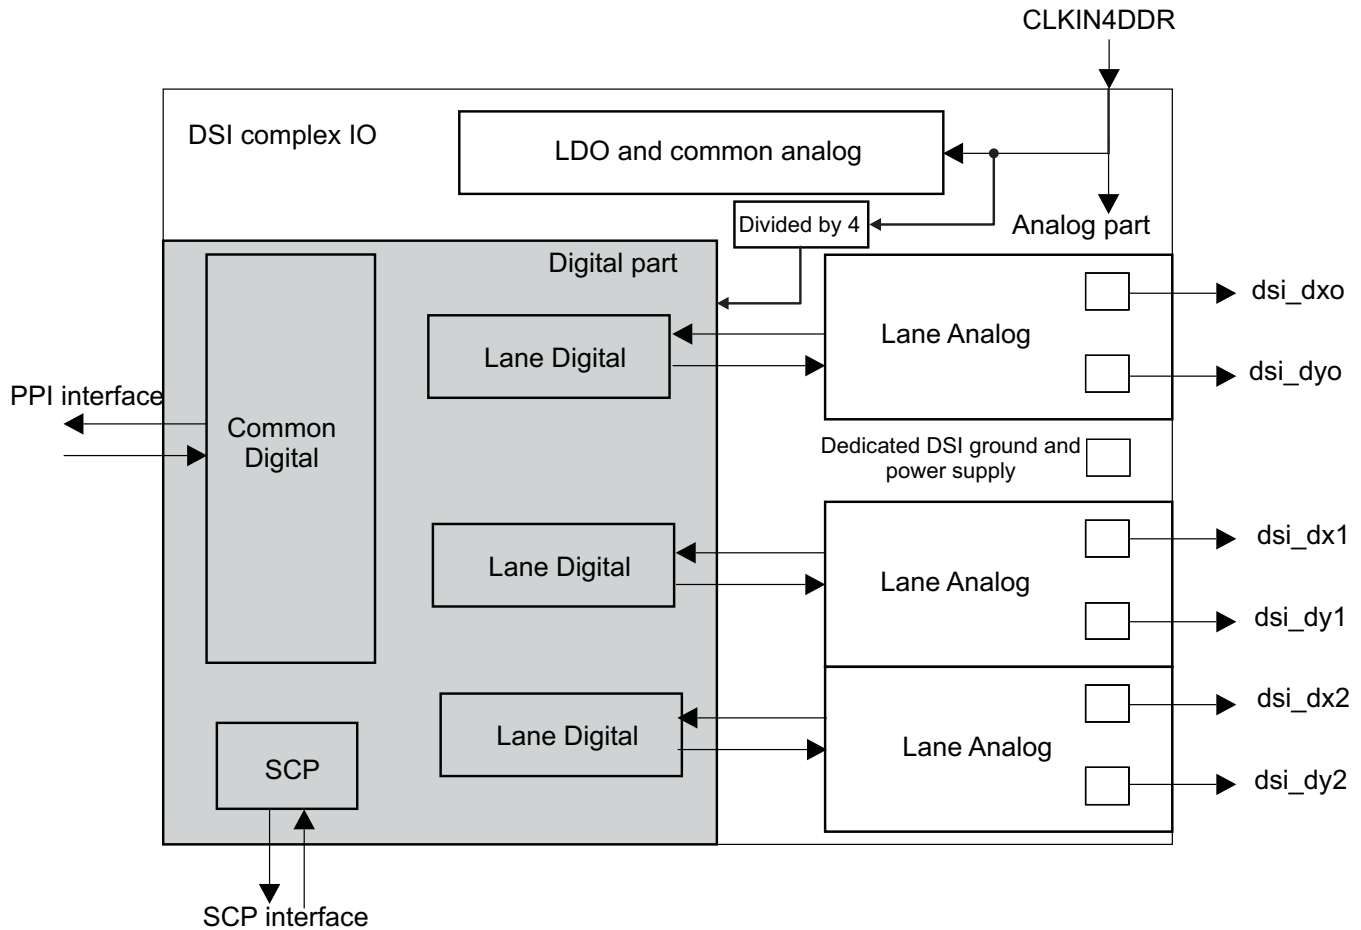 CLKIN4DDR
DSI complex IO
LDO and common analog
Divided by 4
Analog part
Digital part
dsi_dxo
Lane Analog
Lane Digital
dsi_dyo
PPI interface
Common
Digital
Dedicated DSI ground and
power supply
dsi_dx1
Lane Digital
Lane Analog
dsi_dy1
dsi_dx2
Lane Digital
Lane Analog
SCP
dsi_dy2
SCP interface